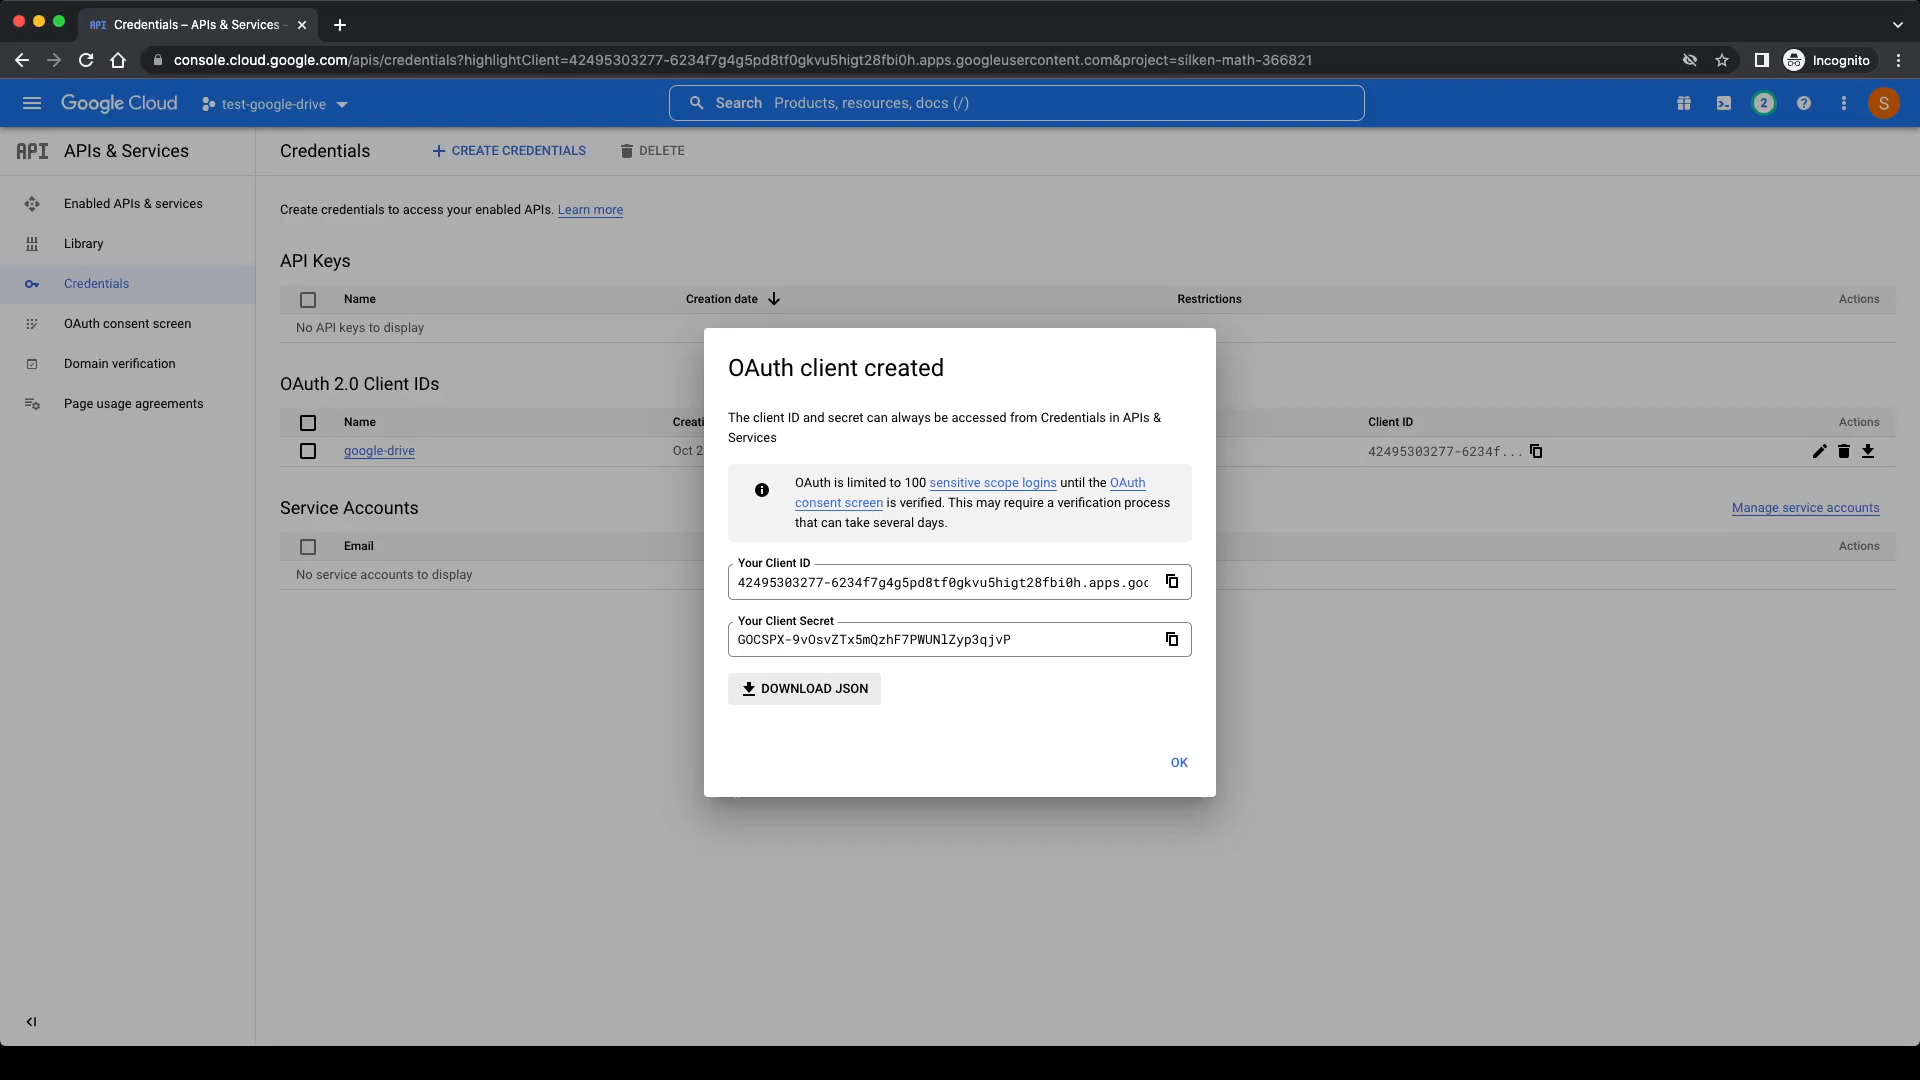 API Credentials – APIs & Services -
console.cloud.google.com/apis/credentials?highlightClient=42495303277-6234f7g4g5pd8tf0gkvu5higt28fbi0h.apps.googleusercontent.com&project=silken-math-366821
Incognito
Google Cloud
test-google-drive
Search Products, resources, docs (/)
2
S
API APIs & Services
Credentials
CREATE CREDENTIALS
DELETE
Enabled APIs & services
Library
Credentials
OAuth consent screen
Domain verification
Page usage agreements
Create credentials to access your enabled APIs. Learn more
API Keys
Name Creation date Restrictions Actions
No API keys to display
OAuth 2.0 Client IDs
Name Creati Client ID Actions
google-drive Oct 2 42495303277-6234f...
Service Accounts
Manage service accounts
Email Actions
No service accounts to display
OAuth client created
The client ID and secret can always be accessed from Credentials in APIs &
Services
OAuth is limited to 100 sensitive scope logins until the OAuth
consent screen is verified. This may require a verification process
that can take several days.
Your Client ID
42495303277-6234f7g4g5pd8tf0gkvu5higt28fbi0h.apps.goo
Your Client Secret
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
DOWNLOAD JSON
OK